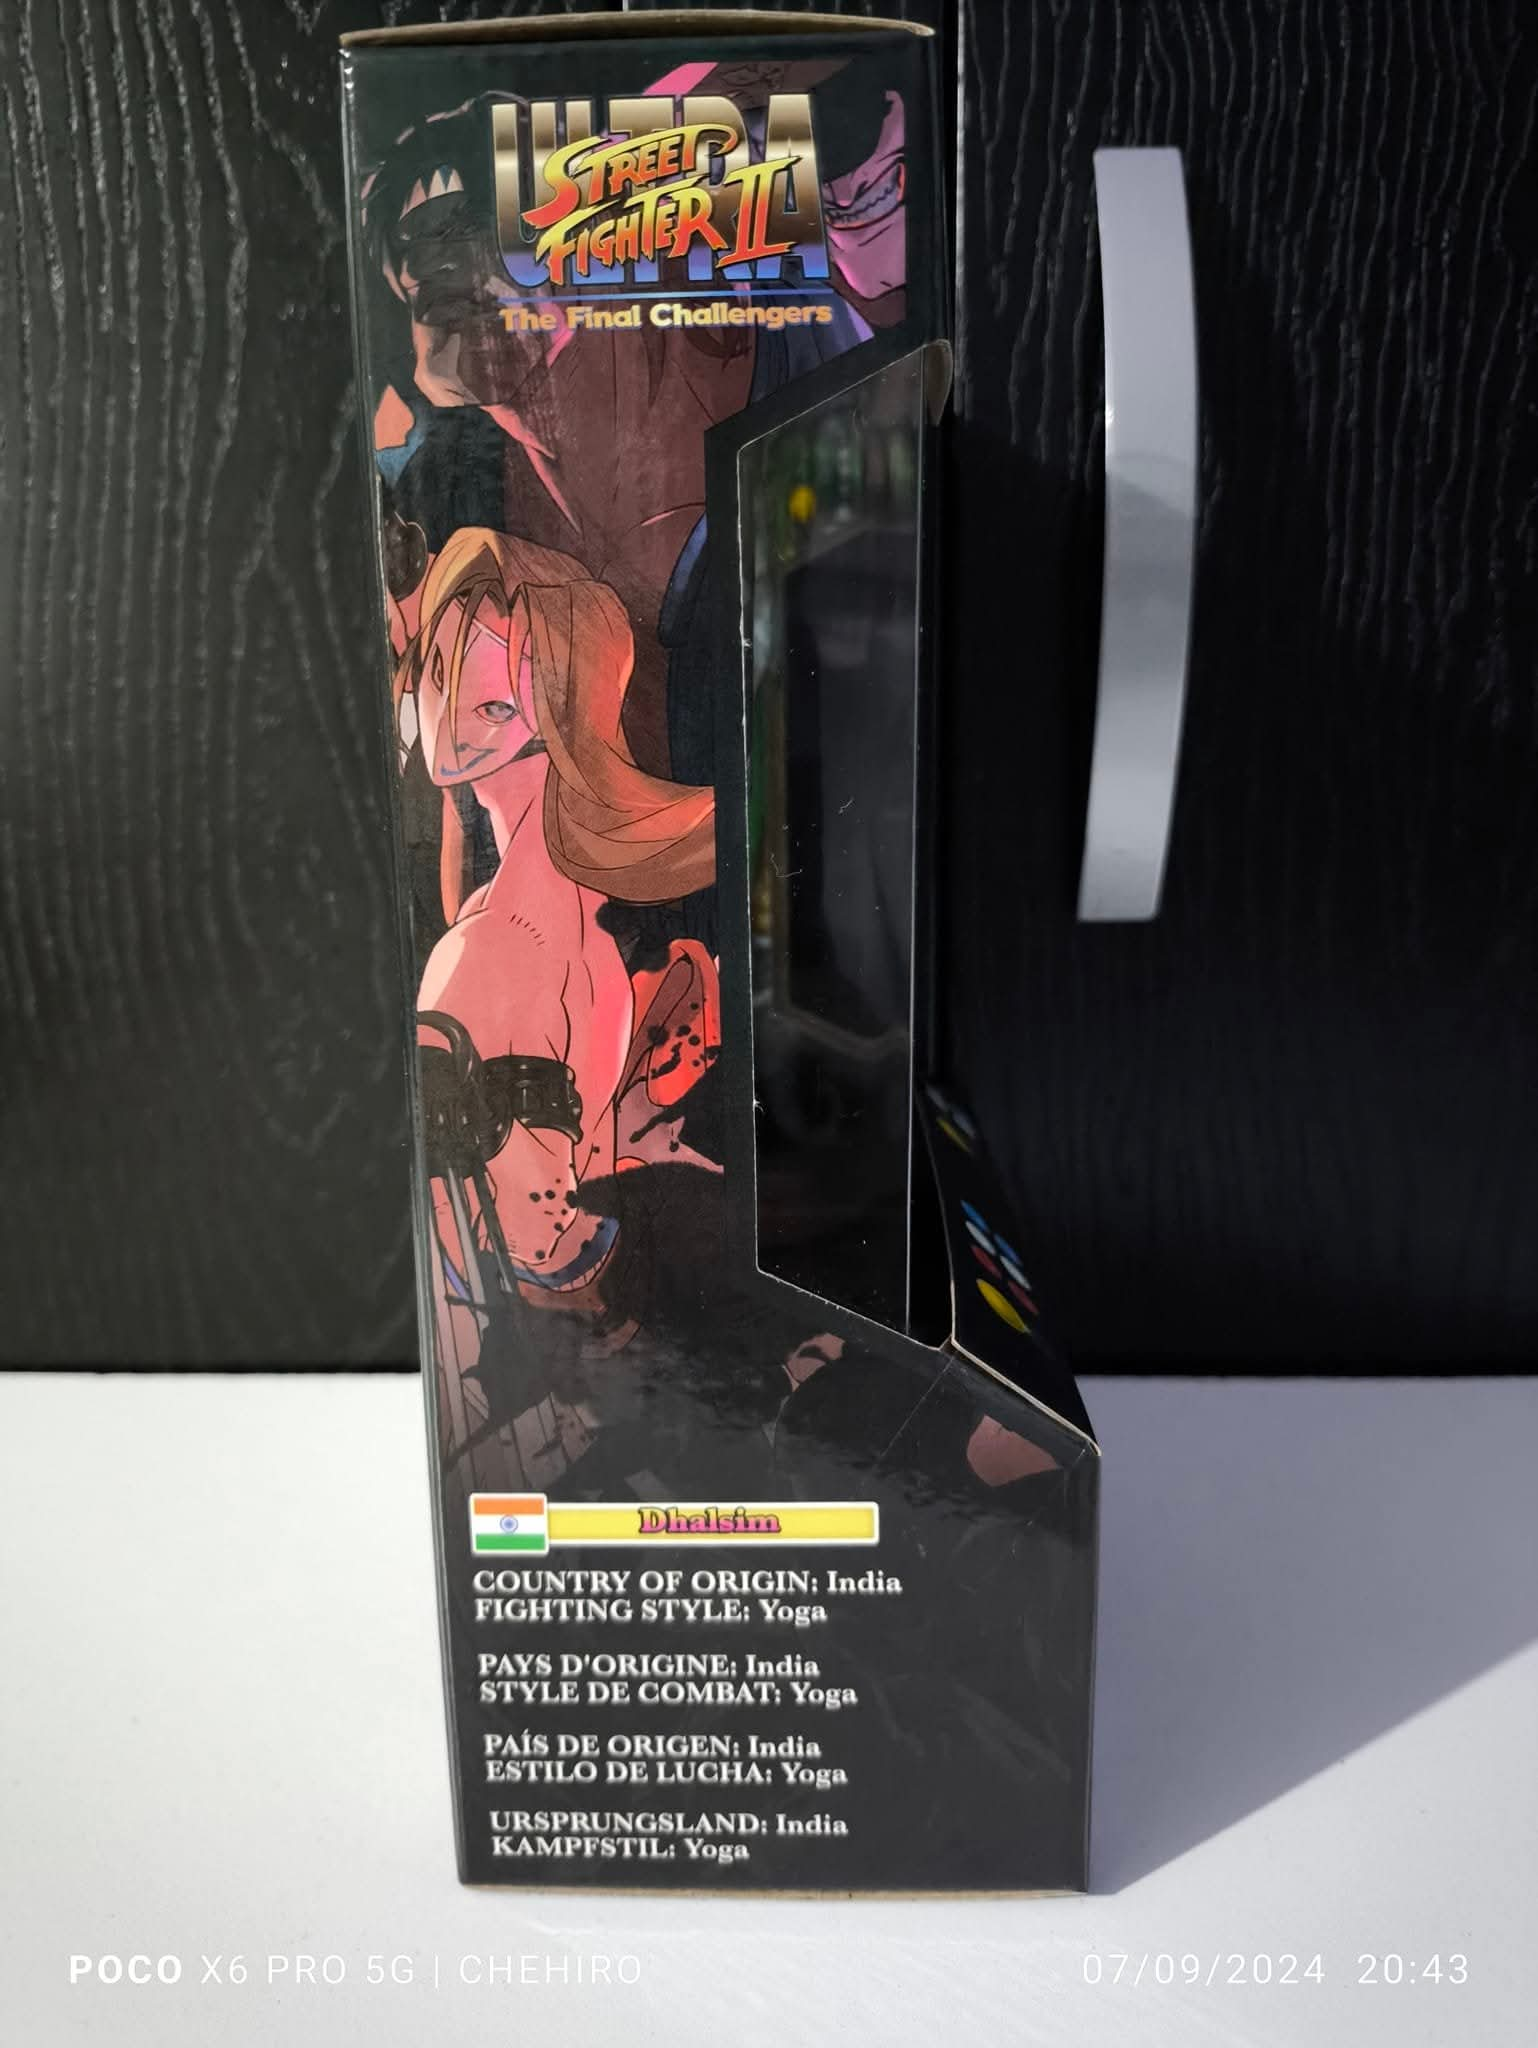 ULTRA
STREET
FIGHTER II
The Final Challengers
Dhalsim
COUNTRY OF ORIGIN: India
FIGHTING STYLE: Yoga
PAYS D'ORIGINE: India
STYLE DE COMBAT: Yoga
PAÍS DE ORIGEN: India
ESTILO DE LUCHA: Yoga
URSPRUNGSLAND: India
KAMPFSTIL: Yoga
POCO X6 PRO 5G | CHEHIRO
07/09/2024 20:43